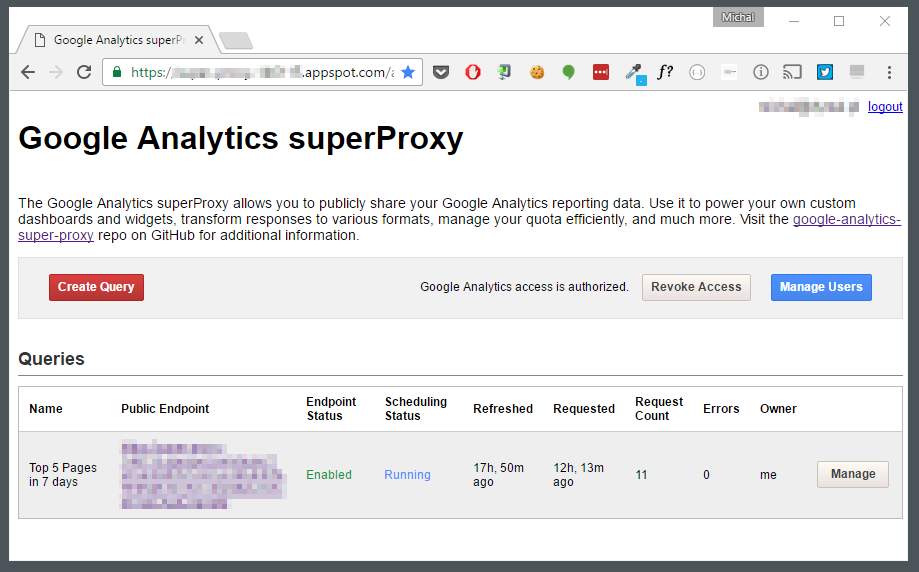 Michal
Google Analytics superPr
https:// .appspot.com/a
f?
logout
Google Analytics superProxy
The Google Analytics superProxy allows you to publicly share your Google Analytics reporting data. Use it to power your own custom
dashboards and widgets, transform responses to various formats, manage your quota efficiently, and much more. Visit the google-analytics-
super-proxy repo on GitHub for additional information.
Create Query
Google Analytics access is authorized.
Revoke Access
Manage Users
Queries
Name
Public Endpoint
Endpoint
Status
Scheduling
Status
Refreshed
Requested
Request
Count
Errors
Owner
Top 5 Pages
in 7 days
Enabled
Running
17h, 50m
ago
12h, 13m
ago
11
0
me
Manage